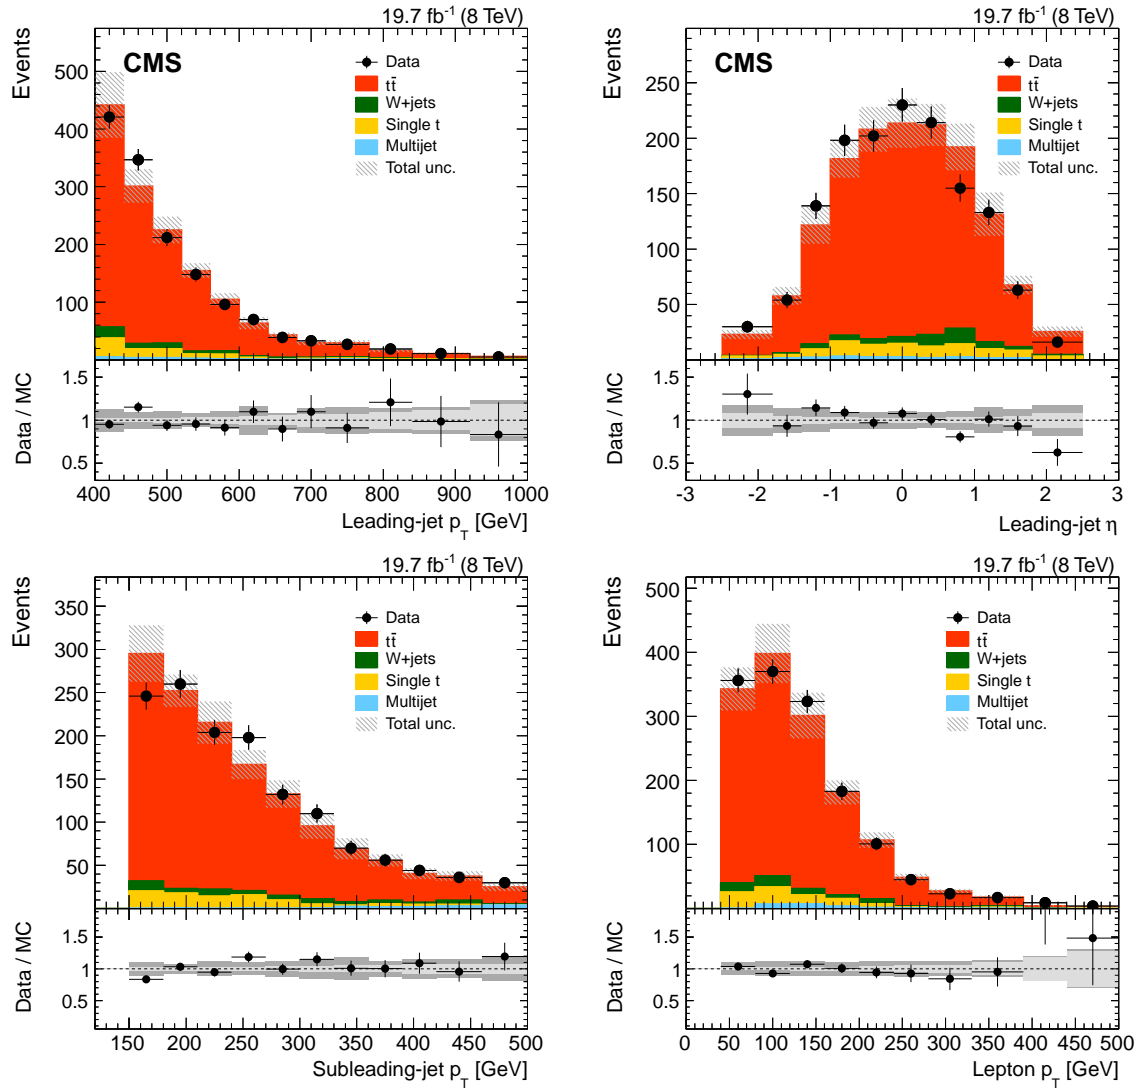 19.7 fb⁻¹ (8 TeV)
CMS
Events
Data
tt̄
W+jets
Single t
Multijet
Total unc.
500
400
300
200
100
Data / MC
1.5
1
0.5
400 500 600 700 800 900 1000
Leading-jet p_T [GeV]
19.7 fb⁻¹ (8 TeV)
CMS
Events
Data
tt̄
W+jets
Single t
Multijet
Total unc.
250
200
150
100
50
Data / MC
1.5
1
0.5
-3 -2 -1 0 1 2 3
Leading-jet η
19.7 fb⁻¹ (8 TeV)
Events
Data
tt̄
W+jets
Single t
Multijet
Total unc.
350
300
250
200
150
100
50
Data / MC
1.5
1
0.5
150 200 250 300 350 400 450 500
Subleading-jet p_T [GeV]
19.7 fb⁻¹ (8 TeV)
Events
Data
tt̄
W+jets
Single t
Multijet
Total unc.
500
400
300
200
100
Data / MC
1.5
1
0.5
0 50 100 150 200 250 300 350 400 450 500
Lepton p_T [GeV]